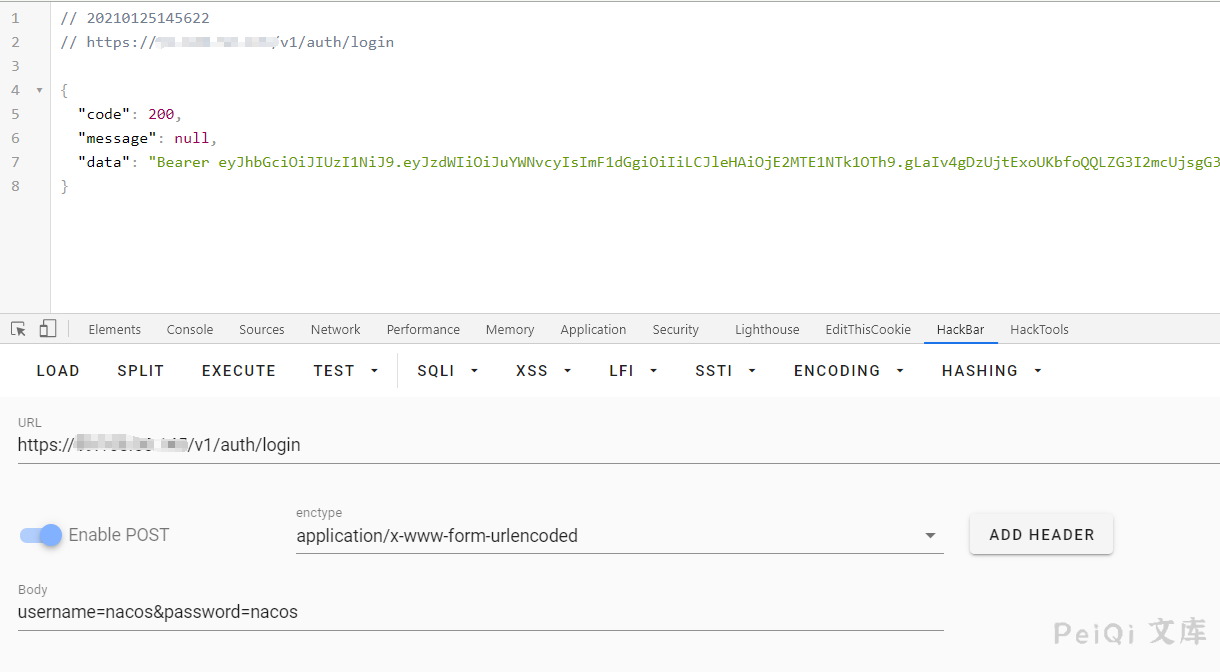 1 // 20210125145622
2 // https:// /v1/auth/login
3
4 {
5 "code": 200,
6 "message": null,
7 "data": "Bearer eyJhbGciOiJIUzI1NiJ9.eyJzdWIiOiJuYWNvcyIsImF1dGgiOiIiLCJleHAiOjE2MTE1NTk1OTh9.gLaIv4gDzUjtExoUKbfoQQLZG3I2mcUjsgG3
8 }
Elements Console Sources Network Performance Memory Application Security Lighthouse EditThisCookie HackBar HackTools
LOAD SPLIT EXECUTE TEST SQLI XSS LFI SSTI ENCODING HASHING
URL
https:// /v1/auth/login
Enable POST
enctype
application/x-www-form-urlencoded
ADD HEADER
Body
username=nacos&password=nacos
PeiQi 文库